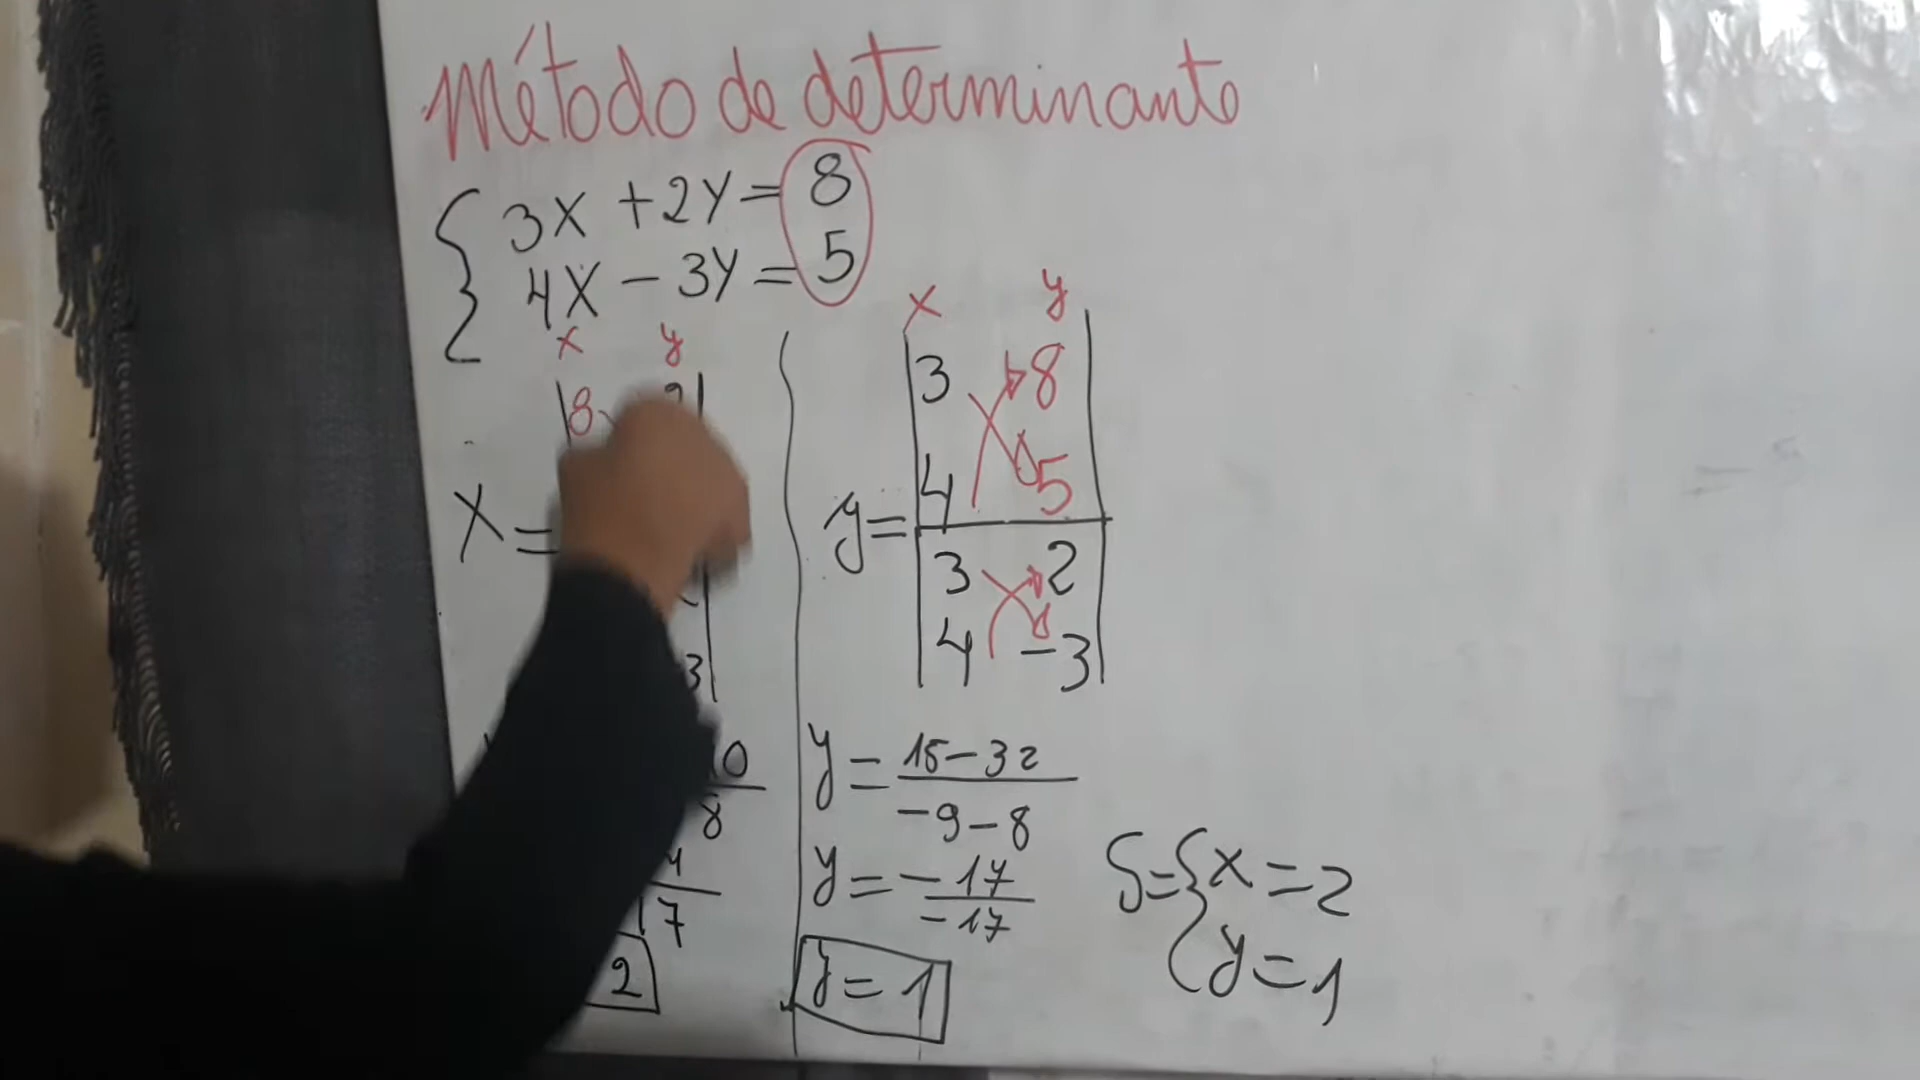 Método de determinante
3X + 2Y = 8
4X - 3Y = 5
x y
8 2
X =
3
0
8
4
17
2
x y
3 8
4 5
y =
3 2
4 -3
y = 15-32
-9-8
y = -17
-17
y = 1
S = { x = 2
y = 1